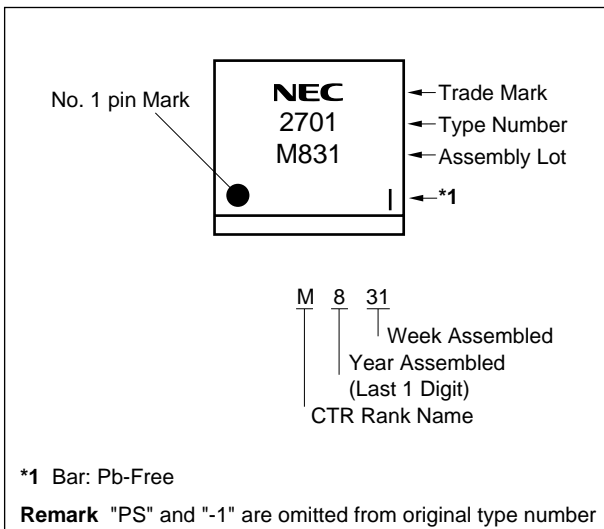 No. 1 pin Mark
NEC
2701
M831
Trade Mark
Type Number
Assembly Lot
*1
M 8 31
Week Assembled
Year Assembled
(Last 1 Digit)
CTR Rank Name
*1 Bar: Pb-Free
Remark "PS" and "-1" are omitted from original type number